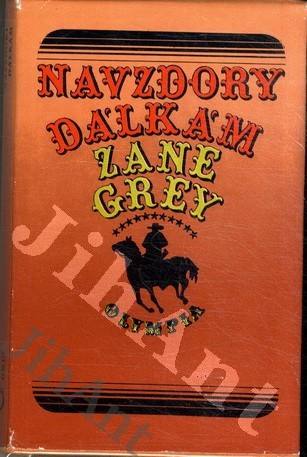 NAVZDORY
DÁLKÁM
ZANE
GREY
OLYMPIA
JihAnt
JihAnt